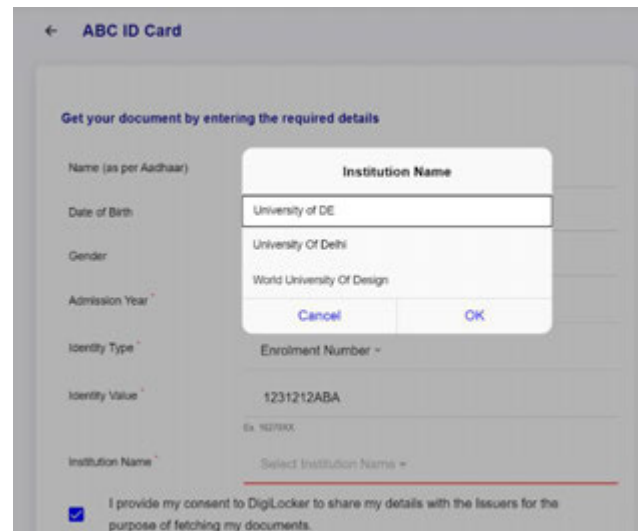 ← ABC ID Card
Get your document by entering the required details
Name (as per Aadhaar)
Date of Birth
Gender
Admission Year *
Identity Type *
Enrolment Number
Identity Value *
1231212ABA
Institution Name *
Select Institution Name
I provide my consent to DigiLocker to share my details with the Issuers for the
purpose of fetching my documents.
Institution Name
University of DE
University Of Delhi
World University Of Design
Cancel OK